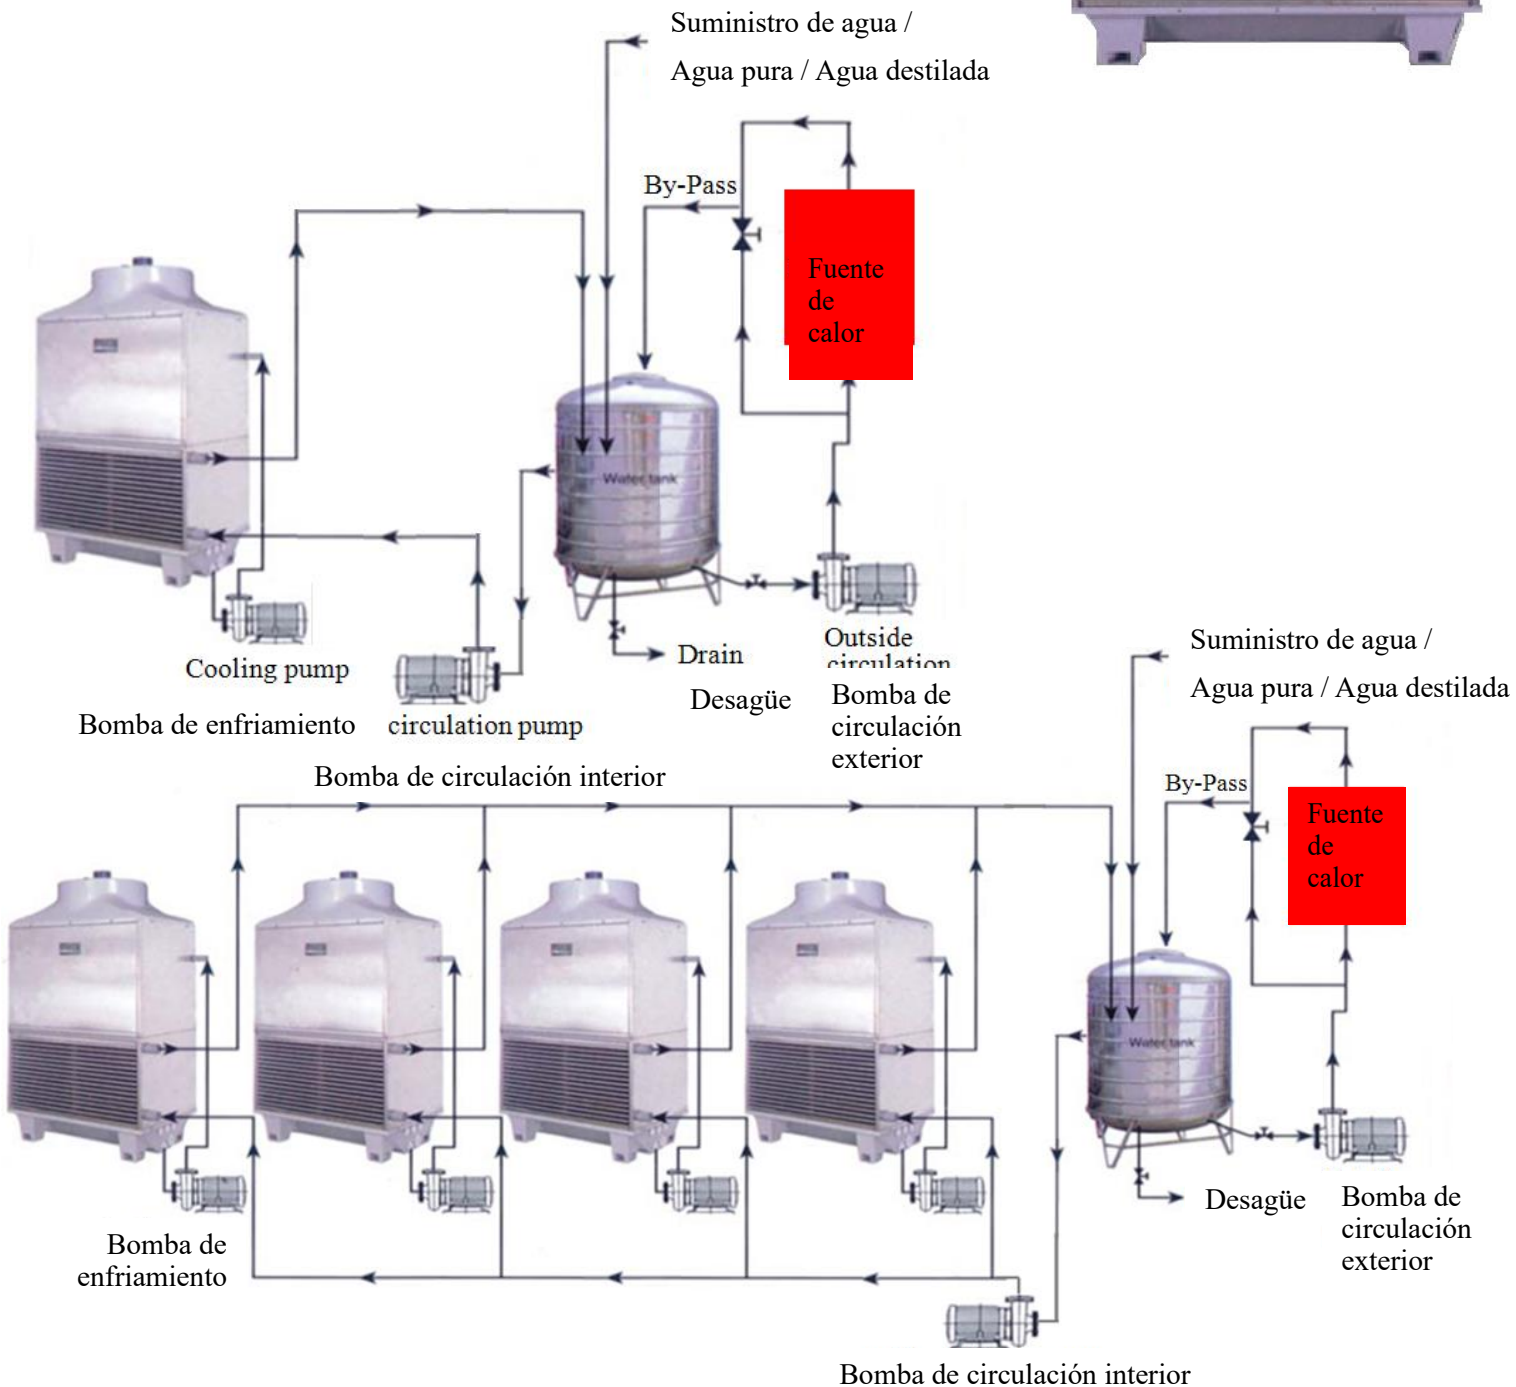 Suministro de agua /
Agua pura / Agua destilada
By-Pass
Fuente
de
calor
Water tank
Cooling pump
Bomba de enfriamiento
circulation pump
Bomba de circulación interior
Drain
Desagüe
Outside
circulation
Bomba de
circulación
exterior
Suministro de agua /
Agua pura / Agua destilada
By-Pass
Fuente
de
calor
Water tank
Desagüe
Bomba de
circulación
exterior
Bomba de
enfriamiento
Bomba de circulación interior